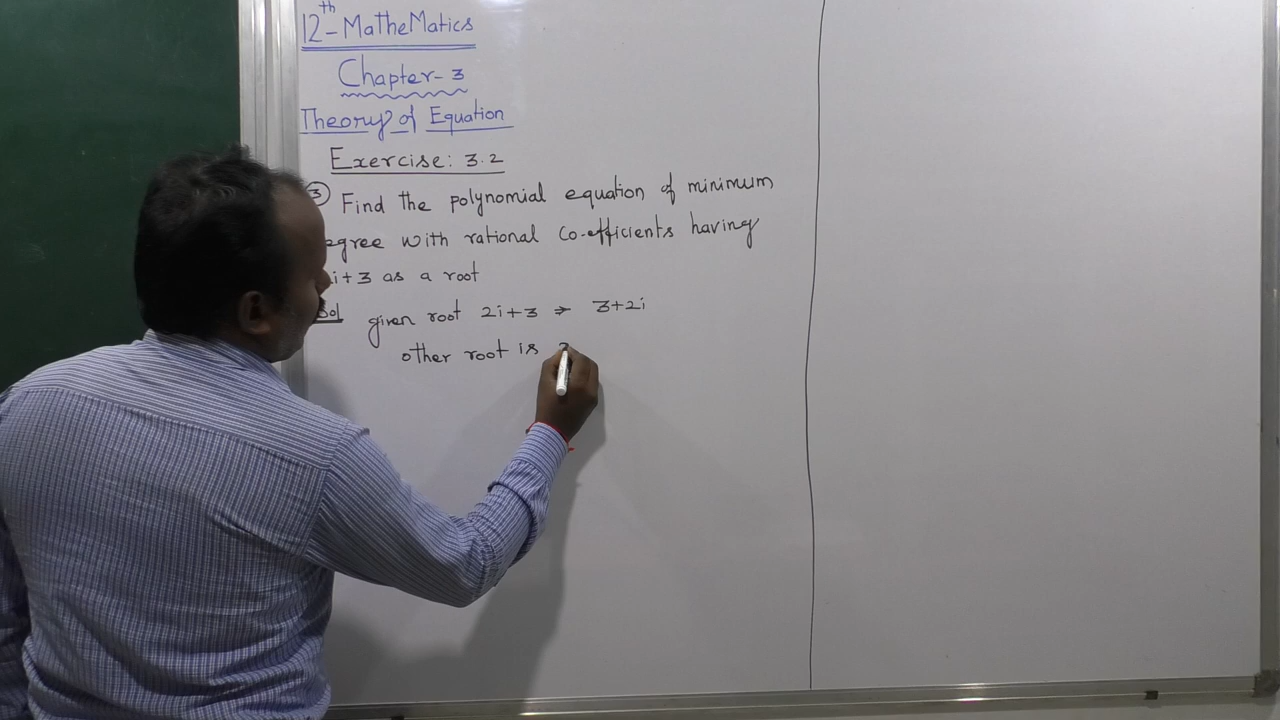 12th - MatheMatics
Chapter - 3
Theory of Equation
Exercise: 3.2
③ Find the polynomial equation of minimum
egree with rational co-efficients having
i+3 as a root
Sol given root 2i+3 ⇒ 3+2i
other root is